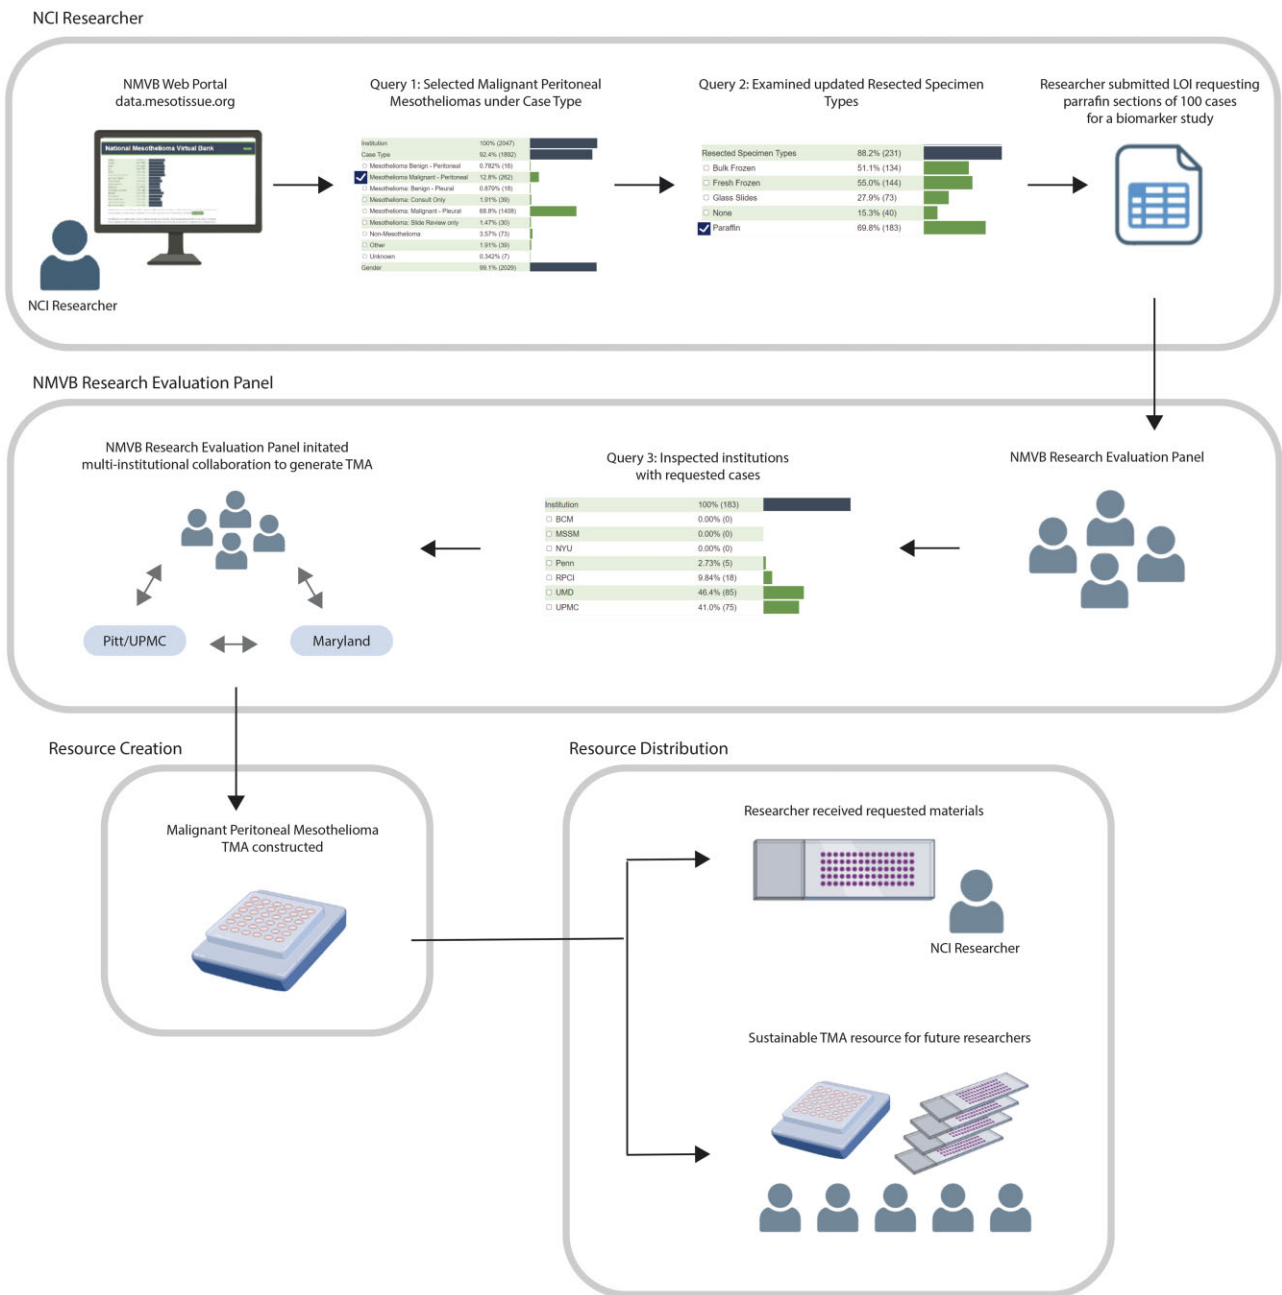 NCI Researcher
NMVB Web Portal
data.mesotissue.org
National Mesothelioma Virtual Bank
NCI Researcher
Query 1: Selected Malignant Peritoneal
Mesotheliomas under Case Type
Institution 100% (2047)
Case Type 92.4% (1892)
Mesothelioma Benign - Peritoneal 0.782% (16)
Mesothelioma Malignant - Peritoneal 12.8% (262)
Mesothelioma: Benign - Pleural 0.879% (18)
Mesothelioma: Consult Only 1.91% (39)
Mesothelioma: Malignant - Pleural 68.8% (1408)
Mesothelioma: Slide Review only 1.47% (30)
Non-Mesothelioma 3.57% (73)
Other 1.91% (39)
Unknown 0.342% (7)
Gender 99.1% (2029)
Query 2: Examined updated Resected Specimen
Types
Resected Specimen Types 88.2% (231)
Bulk Frozen 51.1% (134)
Fresh Frozen 55.0% (144)
Glass Slides 27.9% (73)
None 15.3% (40)
Paraffin 69.8% (183)
Researcher submitted LOI requesting
parrafin sections of 100 cases
for a biomarker study
NMVB Research Evaluation Panel
NMVB Research Evaluation Panel initated
multi-institutional collaboration to generate TMA
Pitt/UPMC
Maryland
Query 3: Inspected institutions
with requested cases
Institution 100% (183)
BCM 0.00% (0)
MSSM 0.00% (0)
NYU 0.00% (0)
Penn 2.73% (5)
RPCI 9.84% (18)
UMD 46.4% (85)
UPMC 41.0% (75)
NMVB Research Evaluation Panel
Resource Creation
Malignant Peritoneal Mesothelioma
TMA constructed
Resource Distribution
Researcher received requested materials
NCI Researcher
Sustainable TMA resource for future researchers